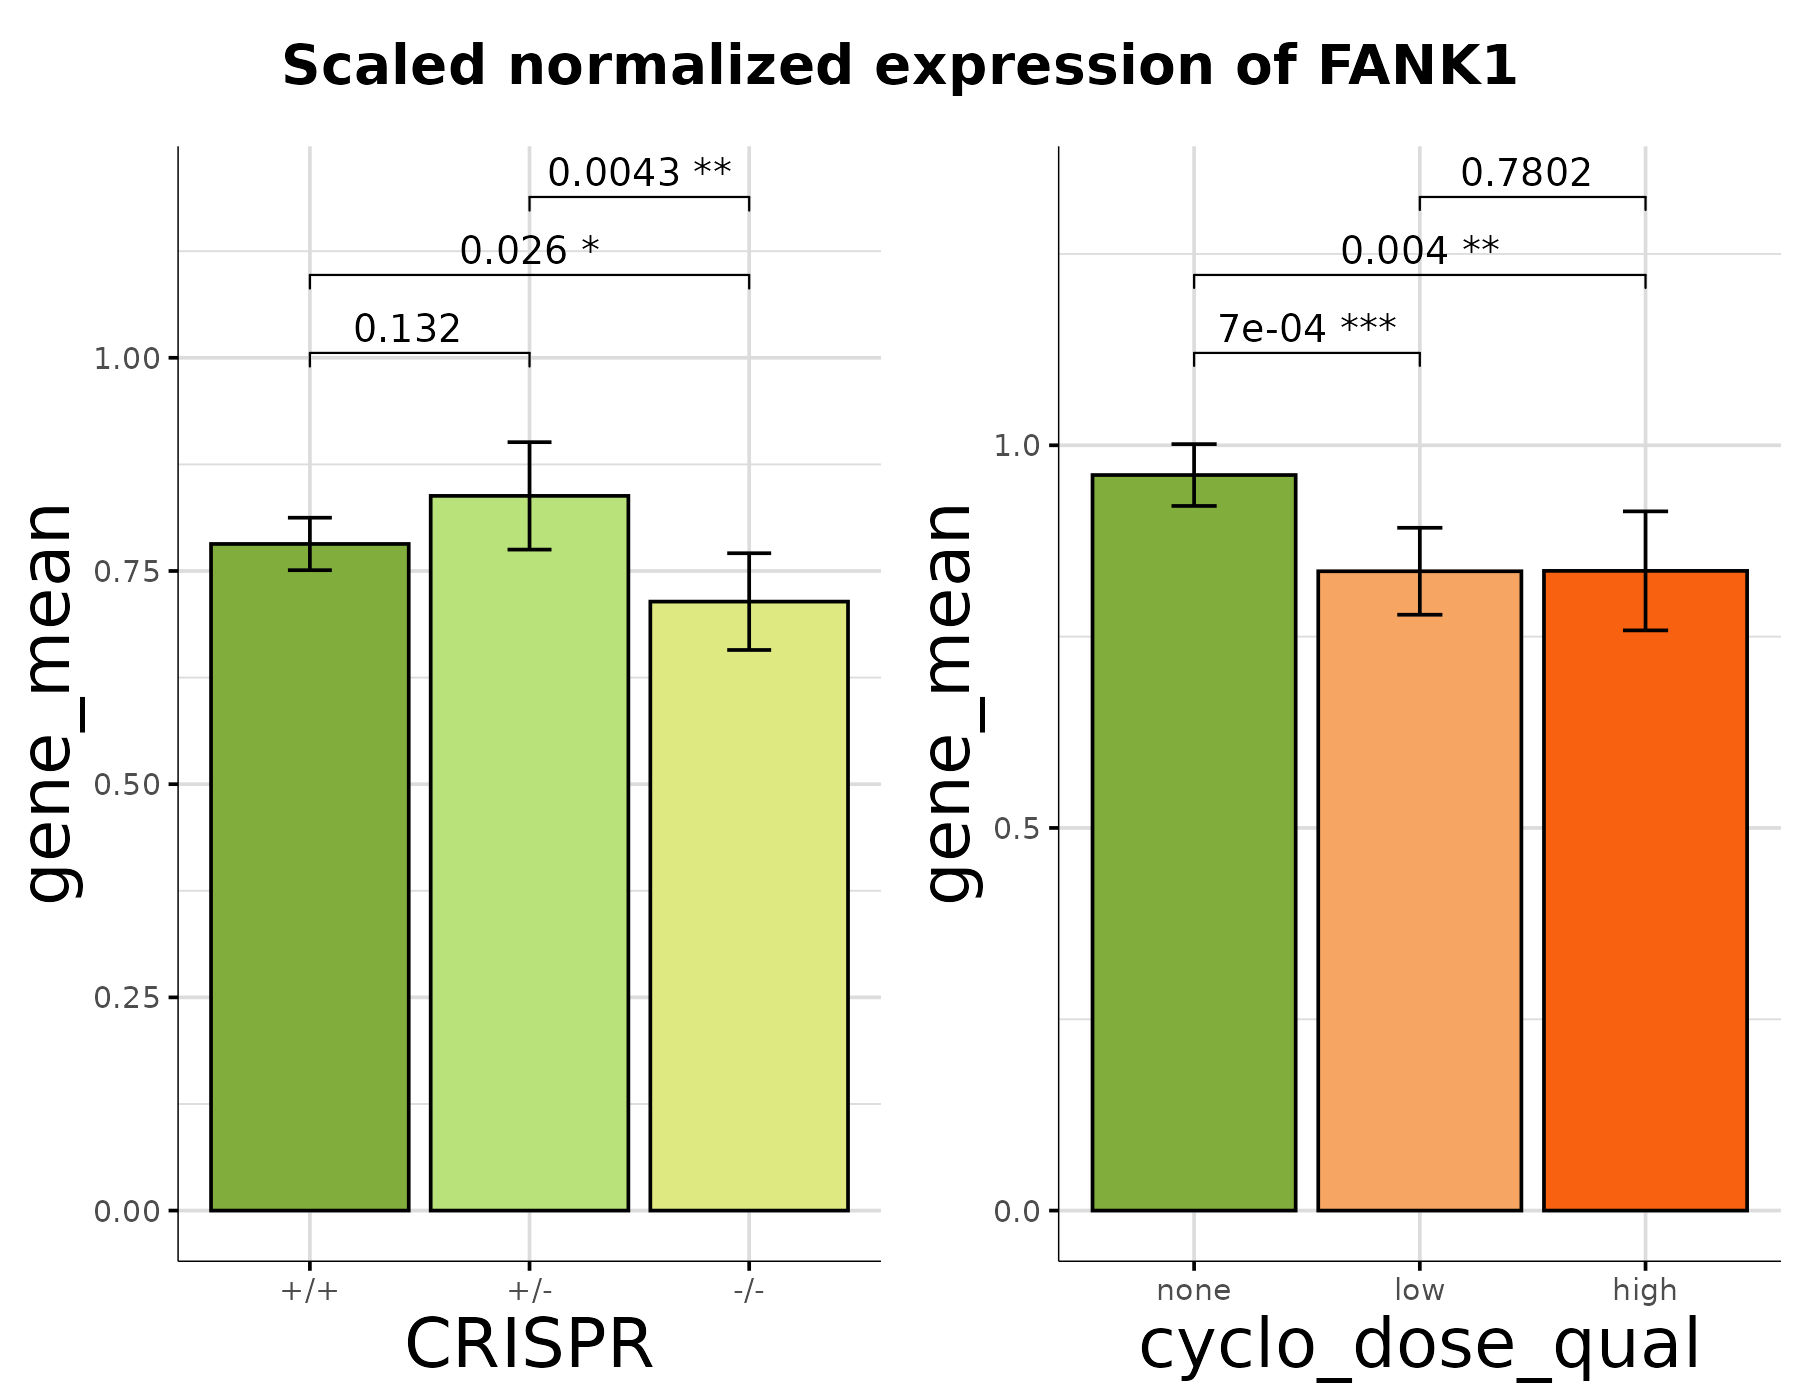 Scaled normalized expression of FANK1
0.0043 **
0.026 *
0.132
1.00
0.75
0.50
0.25
0.00
gene_mean
+/+
+/-
-/-
CRISPR
0.7802
0.004 **
7e-04 ***
1.0
0.5
0.0
gene_mean
none
low
high
cyclo_dose_qual